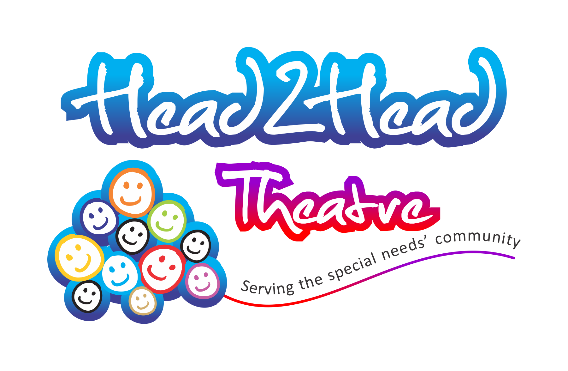 Head2Head
Theatre
Serving the special needs' community